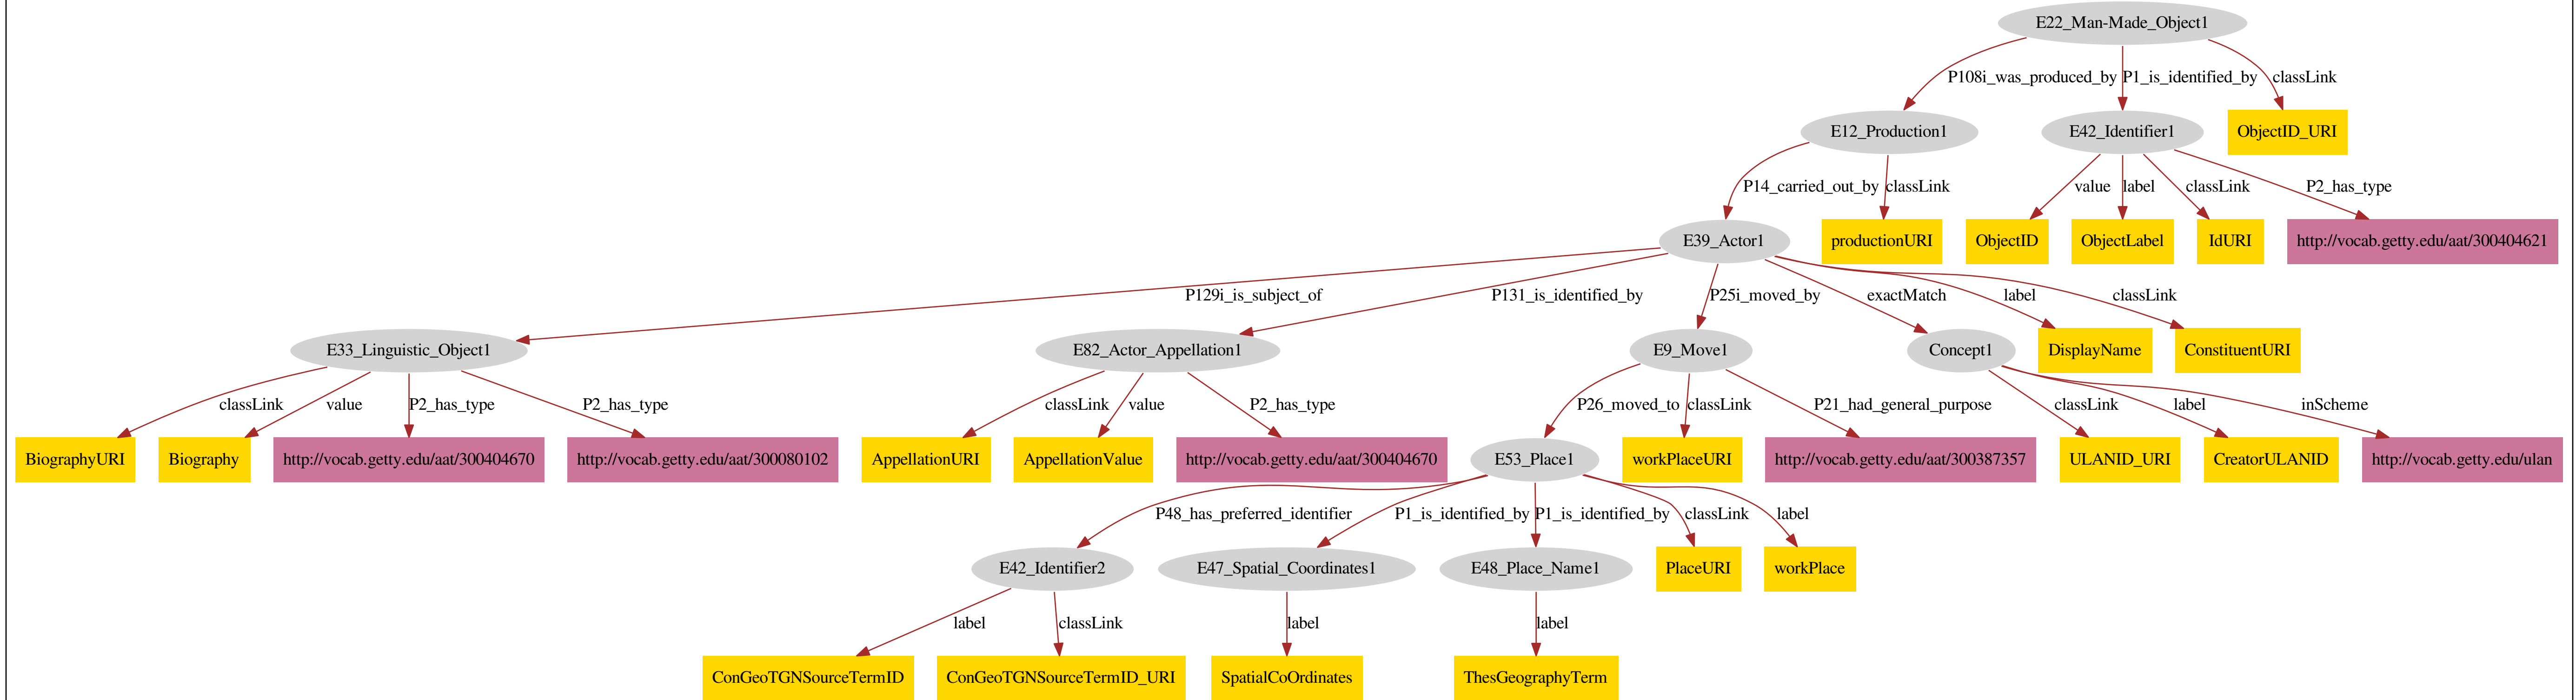 E22_Man-Made_Object1
P108i_was_produced_by
P1_is_identified_by
classLink
E12_Production1
E42_Identifier1
ObjectID_URI
P14_carried_out_by
classLink
value
label
classLink
P2_has_type
E39_Actor1
productionURI
ObjectID
ObjectLabel
IdURI
http://vocab.getty.edu/aat/300404621
P129i_is_subject_of
P131_is_identified_by
P25i_moved_by
exactMatch
label
classLink
E33_Linguistic_Object1
E82_Actor_Appellation1
E9_Move1
Concept1
DisplayName
ConstituentURI
classLink
value
P2_has_type
P2_has_type
classLink
value
P2_has_type
P26_moved_to
classLink
P21_had_general_purpose
classLink
label
inScheme
BiographyURI
Biography
http://vocab.getty.edu/aat/300404670
http://vocab.getty.edu/aat/300080102
AppellationURI
AppellationValue
http://vocab.getty.edu/aat/300404670
E53_Place1
workPlaceURI
http://vocab.getty.edu/aat/300387357
ULANID_URI
CreatorULANID
http://vocab.getty.edu/ulan
P48_has_preferred_identifier
P1_is_identified_by
P1_is_identified_by
classLink
label
E42_Identifier2
E47_Spatial_Coordinates1
E48_Place_Name1
PlaceURI
workPlace
label
classLink
label
label
ConGeoTGNSourceTermID
ConGeoTGNSourceTermID_URI
SpatialCoOrdinates
ThesGeographyTerm